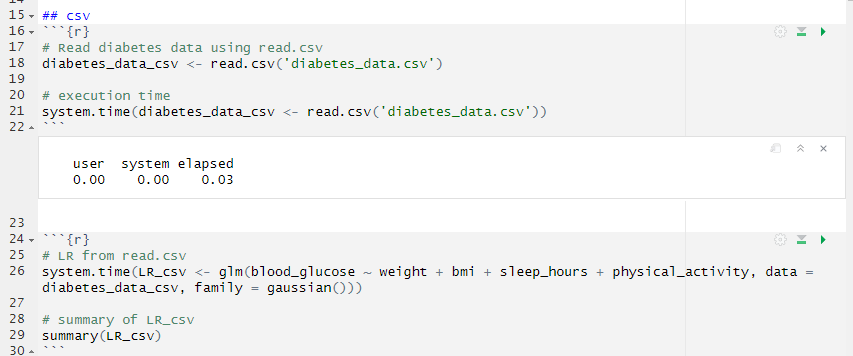 15 ## csv
16 ```{r}
17 # Read diabetes data using read.csv
18 diabetes_data_csv <- read.csv('diabetes_data.csv')
19
20 # execution time
21 system.time(diabetes_data_csv <- read.csv('diabetes_data.csv'))
22 ```
user system elapsed
0.00 0.00 0.03
23
24 ```{r}
25 # LR from read.csv
26 system.time(LR_csv <- glm(blood_glucose ~ weight + bmi + sleep_hours + physical_activity, data =
diabetes_data_csv, family = gaussian()))
27
28 # summary of LR_csv
29 summary(LR_csv)
30 ```